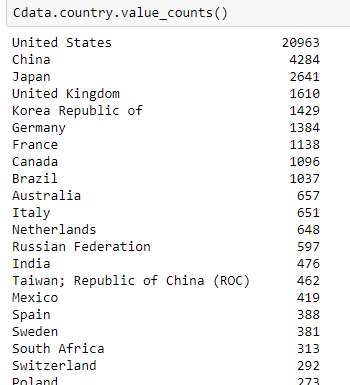 Cdata.country.value_counts()
United States 20963
China 4284
Japan 2641
United Kingdom 1610
Korea Republic of 1429
Germany 1384
France 1138
Canada 1096
Brazil 1037
Australia 657
Italy 651
Netherlands 648
Russian Federation 597
India 476
Taiwan; Republic of China (ROC) 462
Mexico 419
Spain 388
Sweden 381
South Africa 313
Switzerland 292
Poland 273